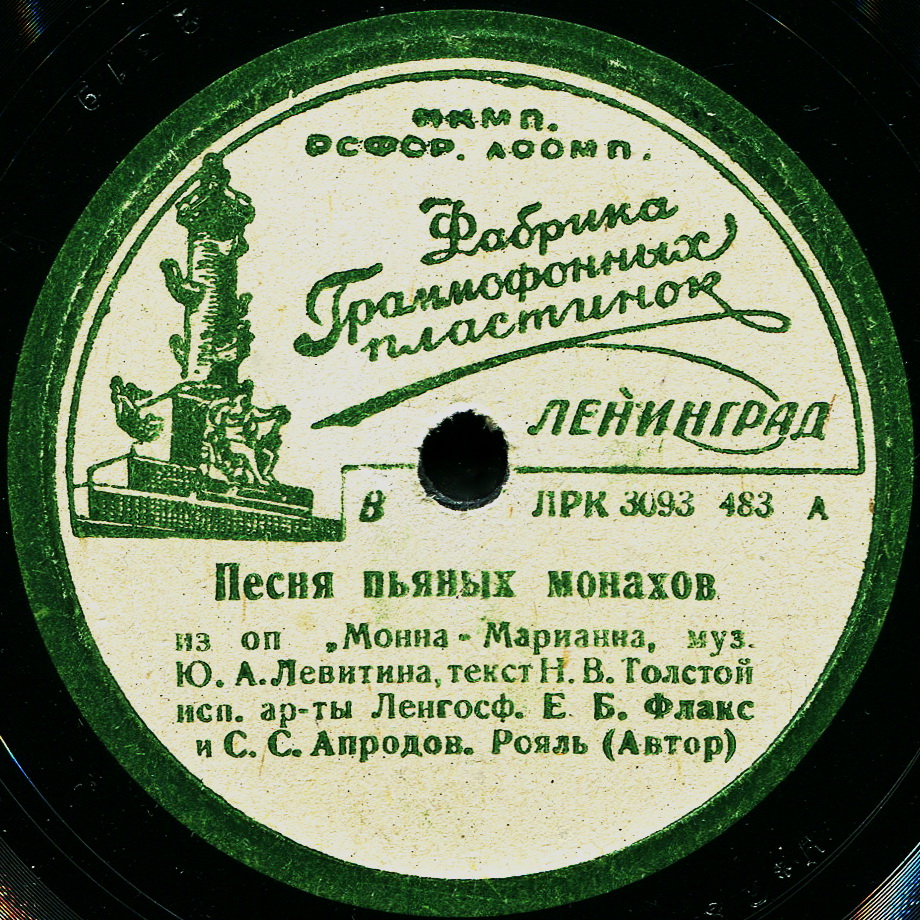 МКМП.
РСФСР. ЛООМП.
Фабрика
Граммофонных
пластинок
ЛЕНИНГРАД
В ЛРК 3093 483 А
Песня пьяных монахов
из оп „Монна - Марианна, муз.
Ю. А. Левитина, текст Н. В. Толстой
исп. ар-ты Ленгосф. Е Б. Флакс
и С. С. Апродов. Рояль (Автор)